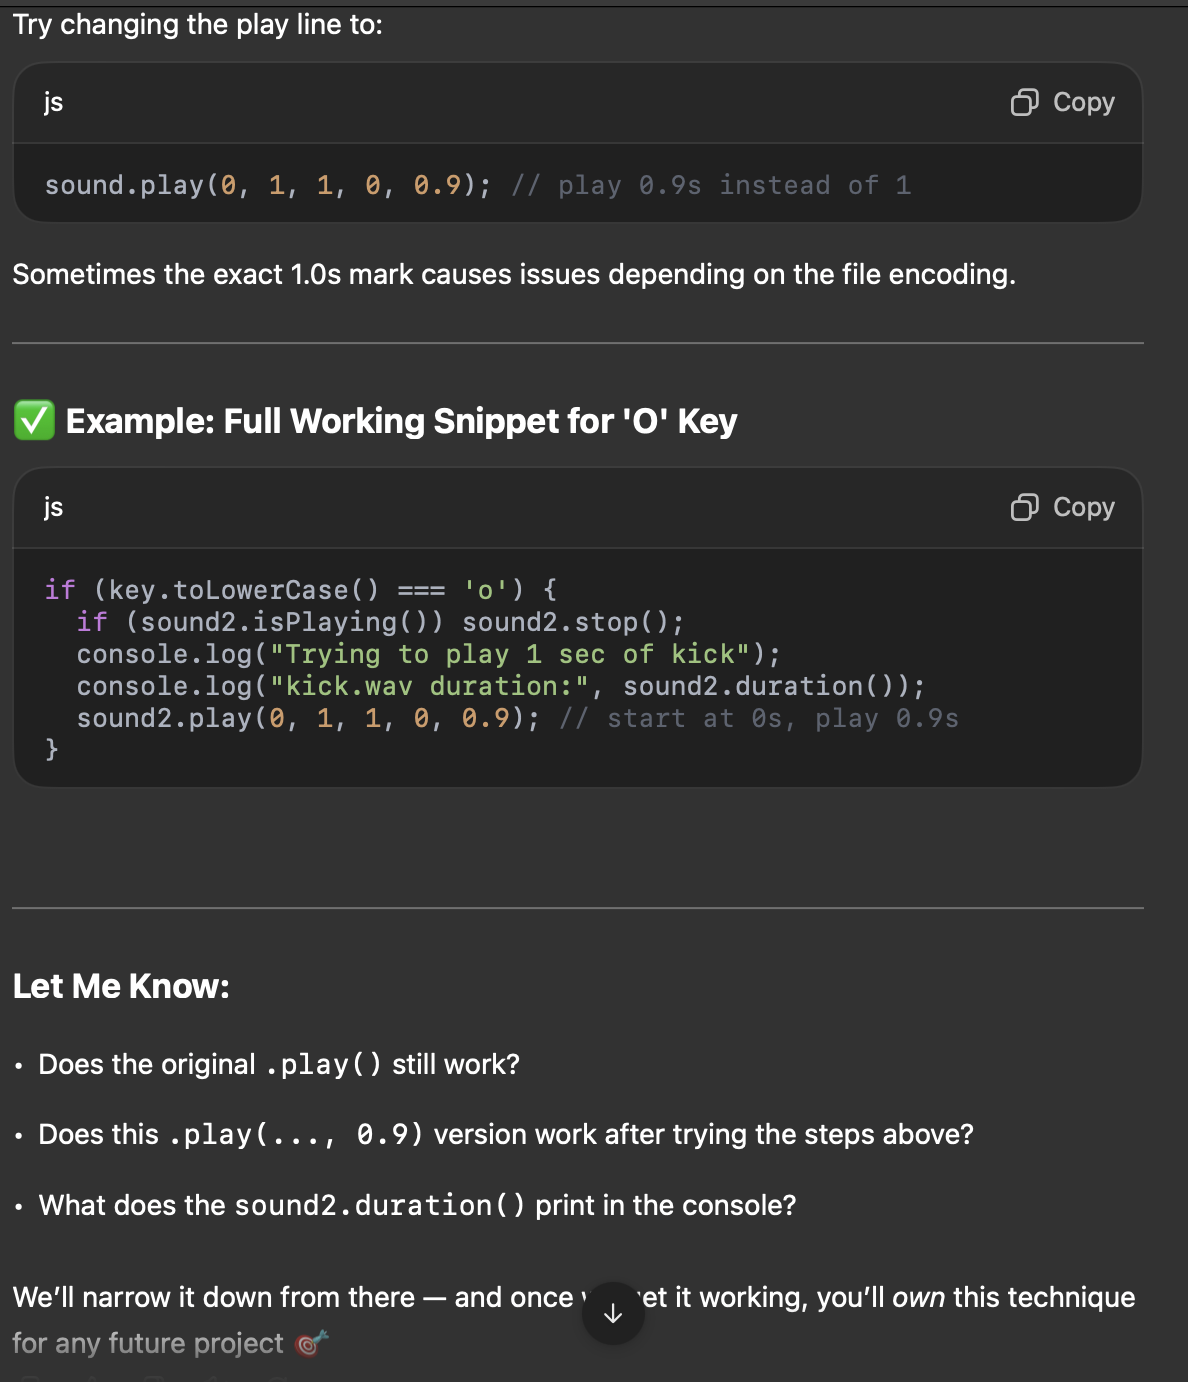 Try changing the play line to:
js
Copy
sound.play(0, 1, 1, 0, 0.9); // play 0.9s instead of 1
Sometimes the exact 1.0s mark causes issues depending on the file encoding.
✅ Example: Full Working Snippet for 'O' Key
js
Copy
if (key.toLowerCase() === 'o') {
  if (sound2.isPlaying()) sound2.stop();
  console.log("Trying to play 1 sec of kick");
  console.log("kick.wav duration:", sound2.duration());
  sound2.play(0, 1, 1, 0, 0.9); // start at 0s, play 0.9s
}
Let Me Know:
• Does the original .play() still work?
• Does this .play(..., 0.9) version work after trying the steps above?
• What does the sound2.duration() print in the console?
We’ll narrow it down from there — and once it working, you’ll own this technique
for any future project 🎯